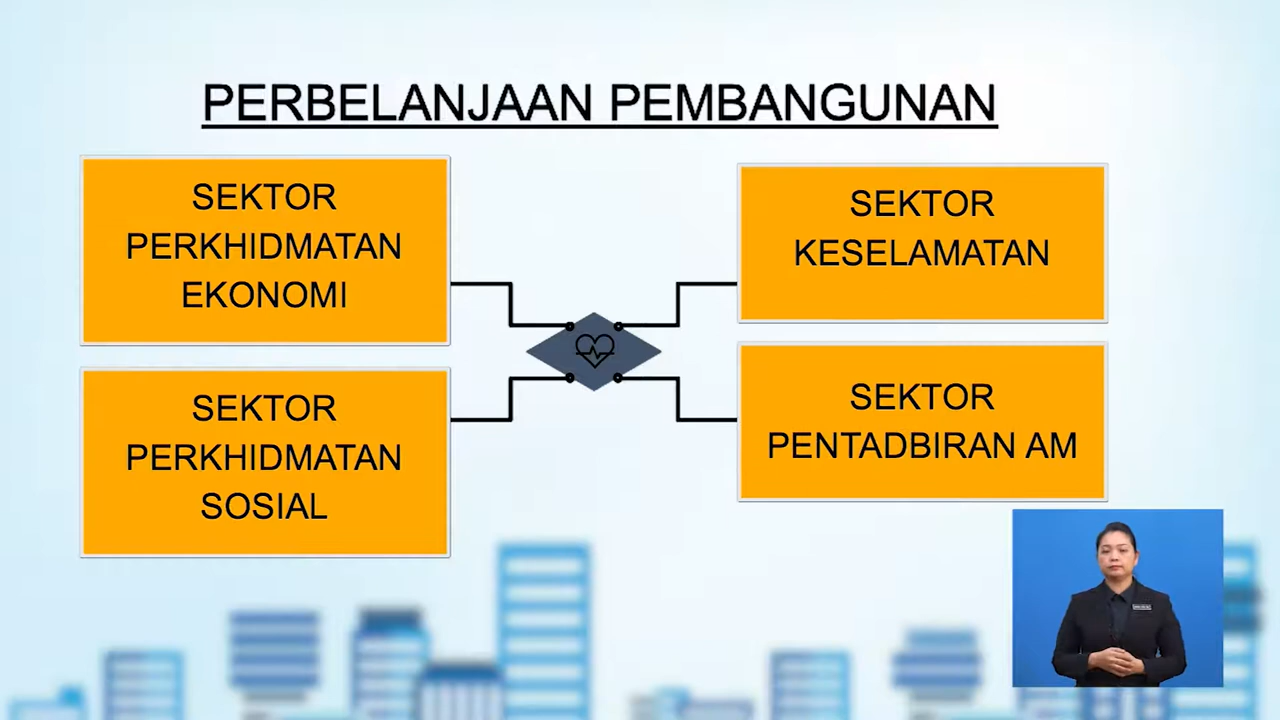 PERBELANJAAN PEMBANGUNAN
SEKTOR
PERKHIDMATAN
EKONOMI
SEKTOR
KESELAMATAN
SEKTOR
PERKHIDMATAN
SOSIAL
SEKTOR
PENTADBIRAN AM